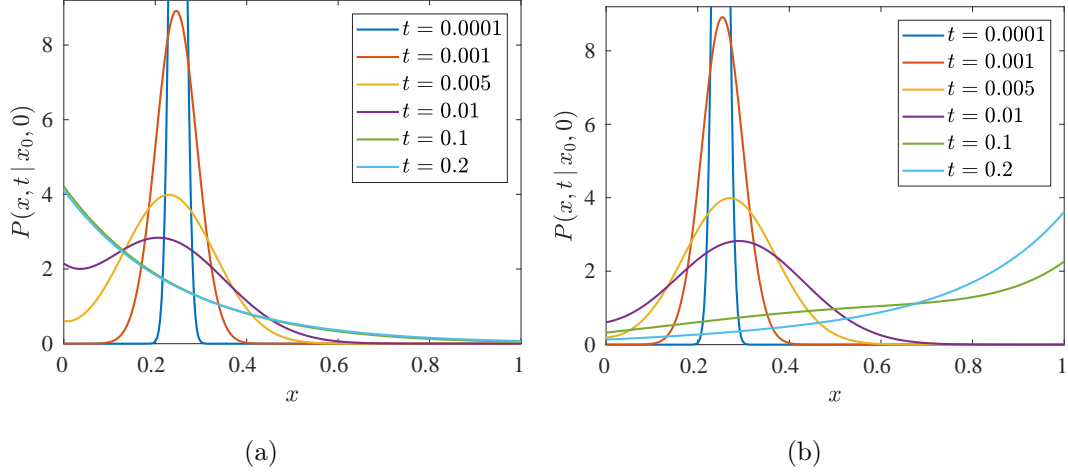 8
6
4
2
0
P(x, t | x₀, 0)
t = 0.0001
t = 0.001
t = 0.005
t = 0.01
t = 0.1
t = 0.2
0 0.2 0.4 0.6 0.8 1
x
(a)
8
6
4
2
0
P(x, t | x₀, 0)
t = 0.0001
t = 0.001
t = 0.005
t = 0.01
t = 0.1
t = 0.2
0 0.2 0.4 0.6 0.8 1
x
(b)